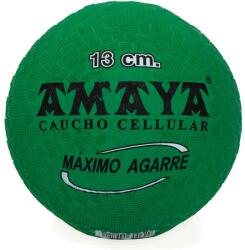 13 cm.
AMAYA
CAUCHO CELLULAR
MÁXIMO AGARRE